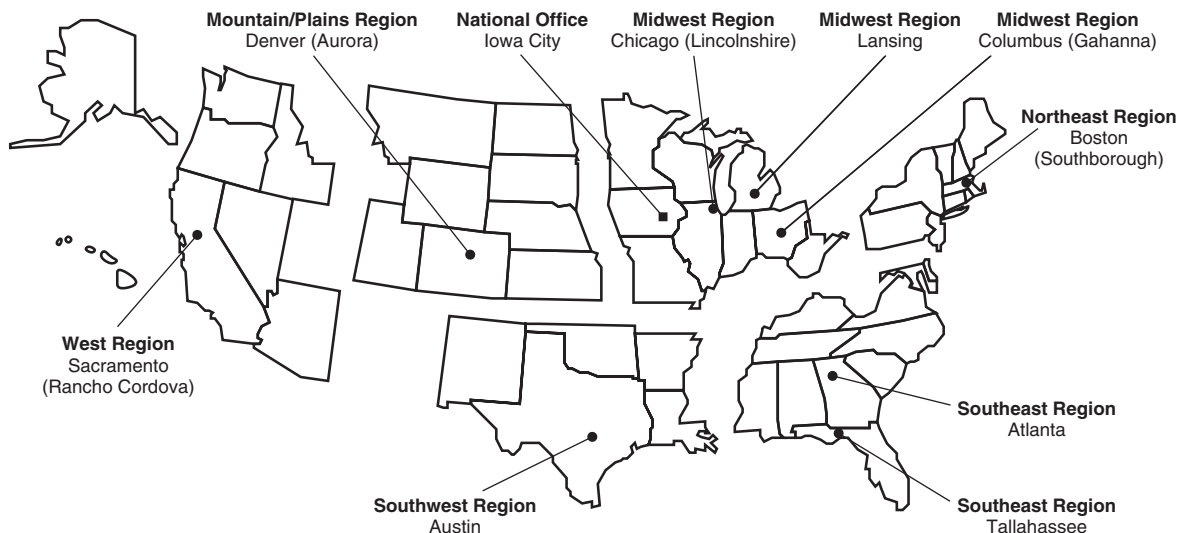 Mountain/Plains Region
Denver (Aurora)
National Office
Iowa City
Midwest Region
Chicago (Lincolnshire)
Midwest Region
Lansing
Midwest Region
Columbus (Gahanna)
Northeast Region
Boston
(Southborough)
West Region
Sacramento
(Rancho Cordova)
Southeast Region
Atlanta
Southwest Region
Austin
Southeast Region
Tallahassee